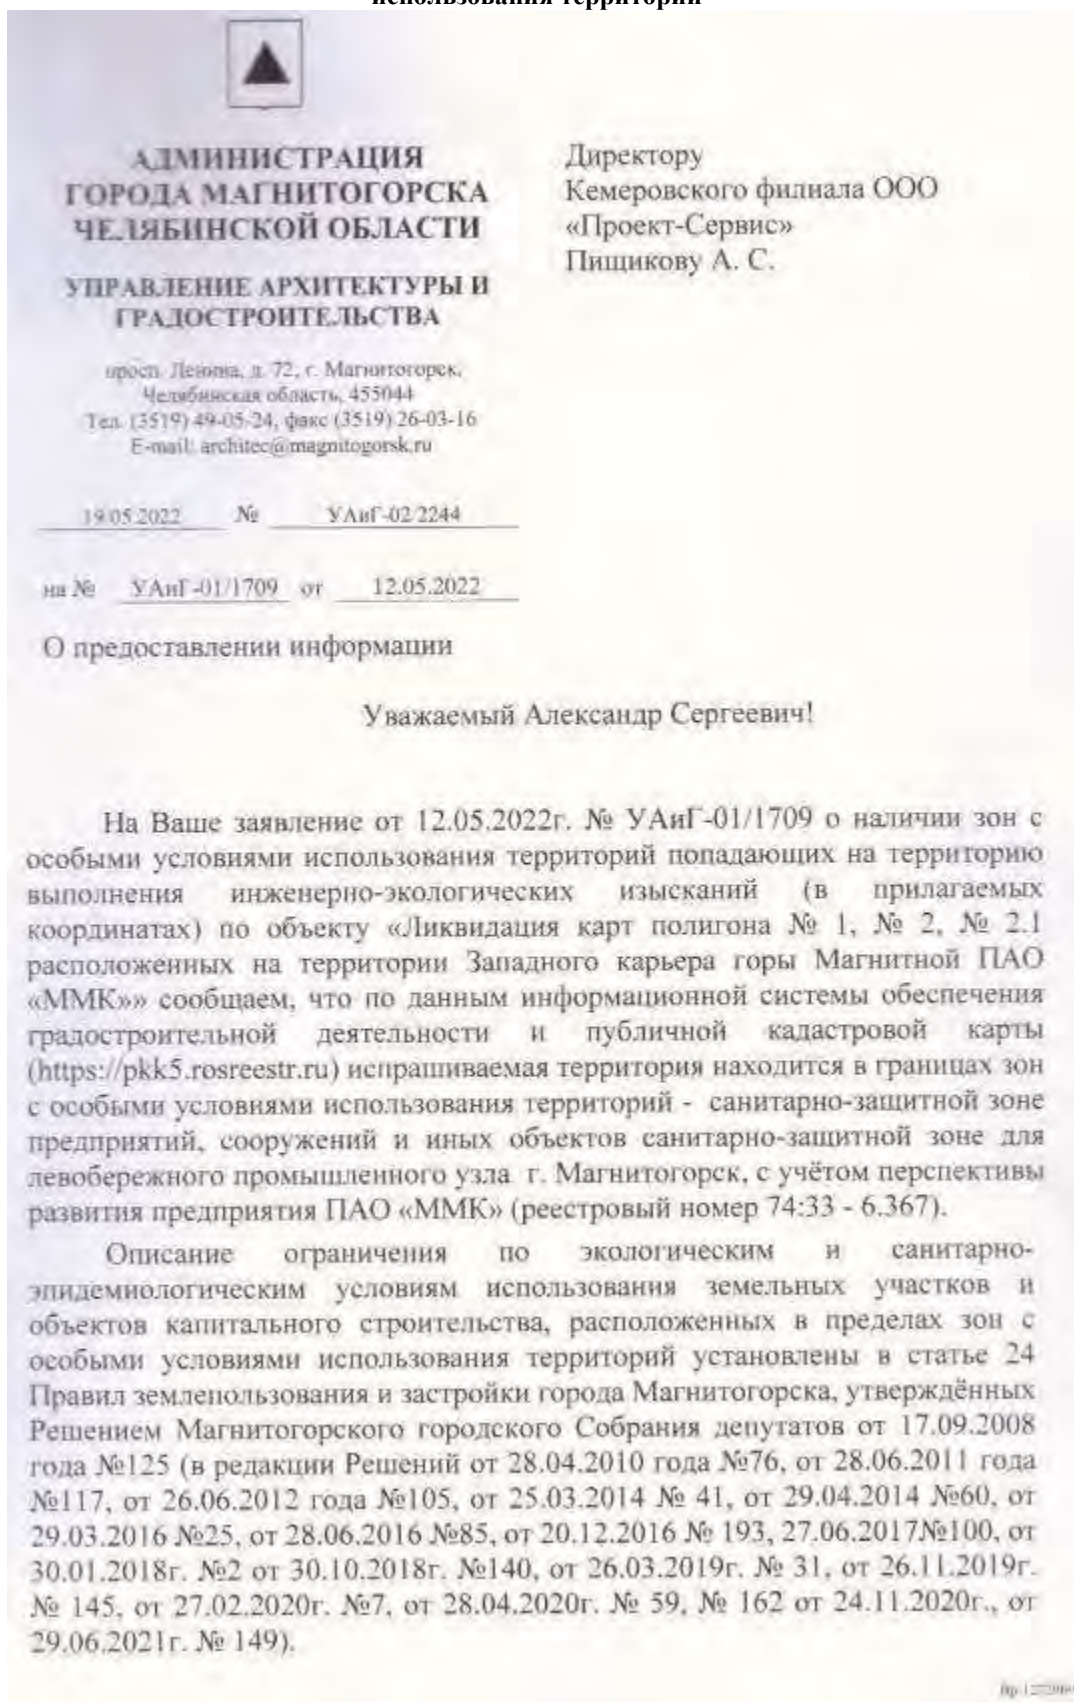 использования территории
АДМИНИСТРАЦИЯ
ГОРОДА МАГНИТОГОРСКА
ЧЕЛЯБИНСКОЙ ОБЛАСТИ
УПРАВЛЕНИЕ АРХИТЕКТУРЫ И
ГРАДОСТРОИТЕЛЬСТВА
просп. Ленина, д. 72, г. Магнитогорск,
Челябинская область, 455044
Тел. (3519) 49-05-24, факс (3519) 26-03-16
E-mail: architec@magnitogorsk.ru
19.05.2022 № УАиГ-02/2244
на № УАиГ-01/1709 от 12.05.2022
О предоставлении информации
Директору
Кемеровского филиала ООО
«Проект-Сервис»
Пищикову А. С.
Уважаемый Александр Сергеевич!
На Ваше заявление от 12.05.2022г. № УАиГ-01/1709 о наличии зон с
особыми условиями использования территорий попадающих на территорию
выполнения инженерно-экологических изысканий (в прилагаемых
координатах) по объекту «Ликвидация карт полигона № 1, № 2, № 2.1
расположенных на территории Западного карьера горы Магнитной ПАО
«ММК»» сообщаем, что по данным информационной системы обеспечения
градостроительной деятельности и публичной кадастровой карты
(https://pkk5.rosreestr.ru) испрашиваемая территория находится в границах зон
с особыми условиями использования территорий - санитарно-защитной зоне
предприятий, сооружений и иных объектов санитарно-защитной зоне для
левобережного промышленного узла г. Магнитогорск, с учётом перспективы
развития предприятия ПАО «ММК» (реестровый номер 74:33 - 6.367).
Описание ограничения по экологическим и санитарно-
эпидемиологическим условиям использования земельных участков и
объектов капитального строительства, расположенных в пределах зон с
особыми условиями использования территорий установлены в статье 24
Правил землепользования и застройки города Магнитогорска, утверждённых
Решением Магнитогорского городского Собрания депутатов от 17.09.2008
года №125 (в редакции Решений от 28.04.2010 года №76, от 28.06.2011 года
№117, от 26.06.2012 года №105, от 25.03.2014 № 41, от 29.04.2014 №60, от
29.03.2016 №25, от 28.06.2016 №85, от 20.12.2016 № 193, 27.06.2017№100, от
30.01.2018г. №2 от 30.10.2018г. №140, от 26.03.2019г. № 31, от 26.11.2019г.
№ 145, от 27.02.2020г. №7, от 28.04.2020г. № 59, № 162 от 24.11.2020г., от
29.06.2021г. № 149).